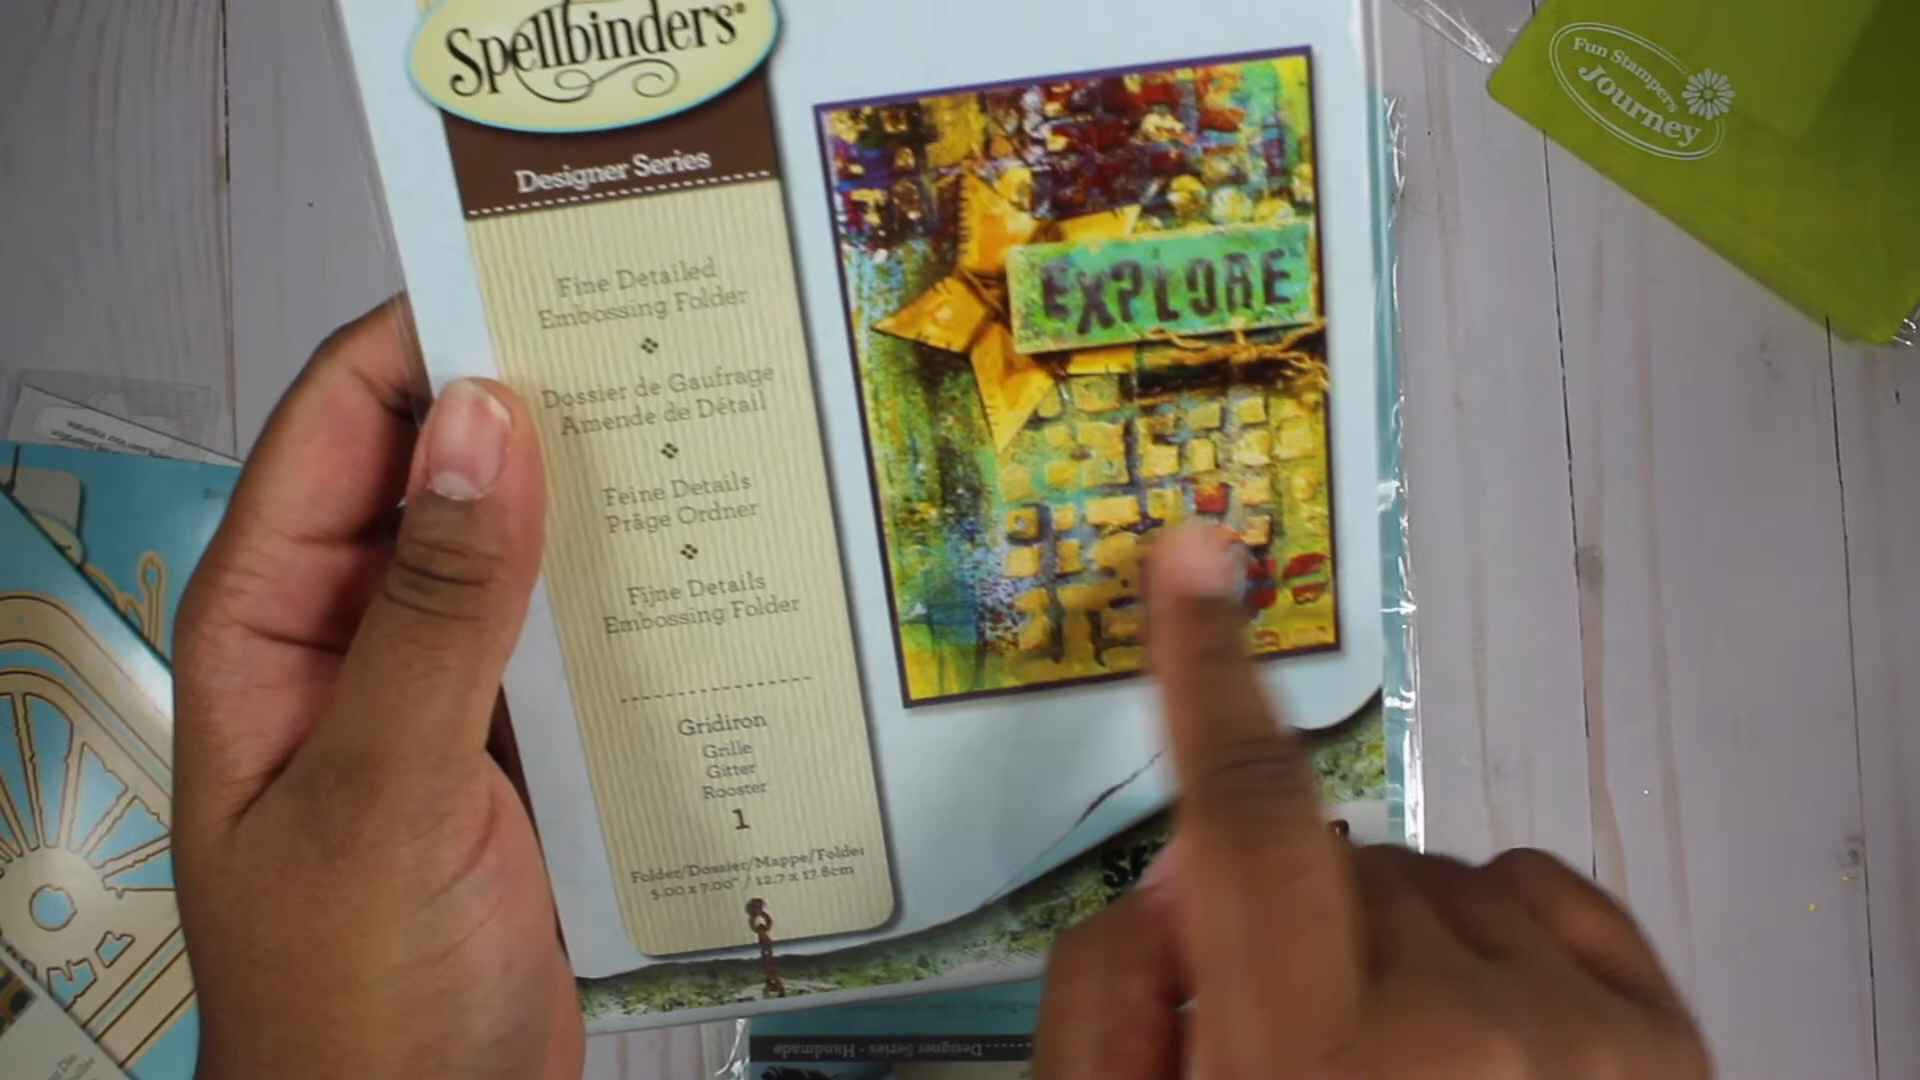 Spellbinders®
Designer Series
Fine Detailed
Embossing Folder
Dossier de Gaufrage
Amende de Détail
Feine Details
Präge Ordner
Fijne Details
Embossing Folder
Gridiron
Grille
Gitter
Rooster
1
Folder/Dossier/Mappe/Folder
5.00 x 7.00" / 12.7 x 17.8cm
EXPLORE
Fun Stampers
Journey
Designer Series - Handmade